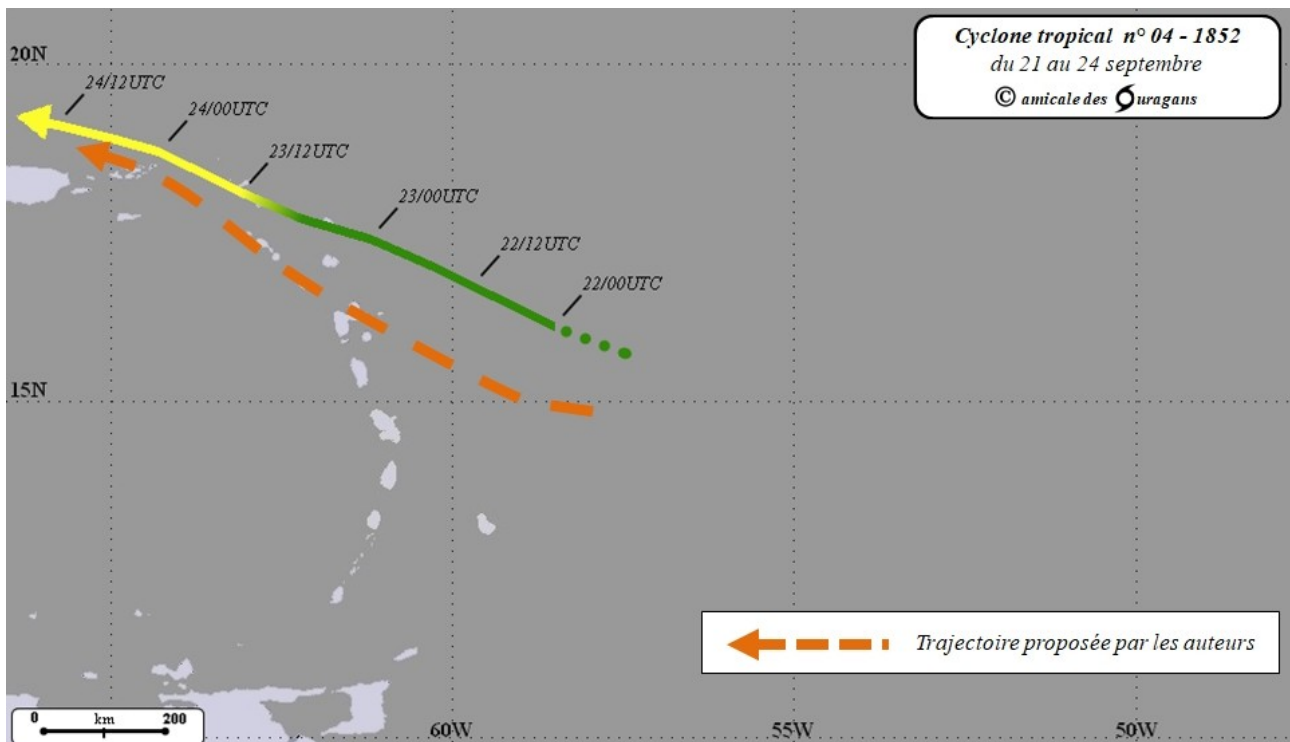 Cyclone tropical n° 04 - 1852
du 21 au 24 septembre
© amicale des Ouragans
20N
24/12UTC
24/00UTC
23/12UTC
23/00UTC
22/12UTC
22/00UTC
15N
Trajectoire proposée par les auteurs
0 km 200
60W 55W 50W